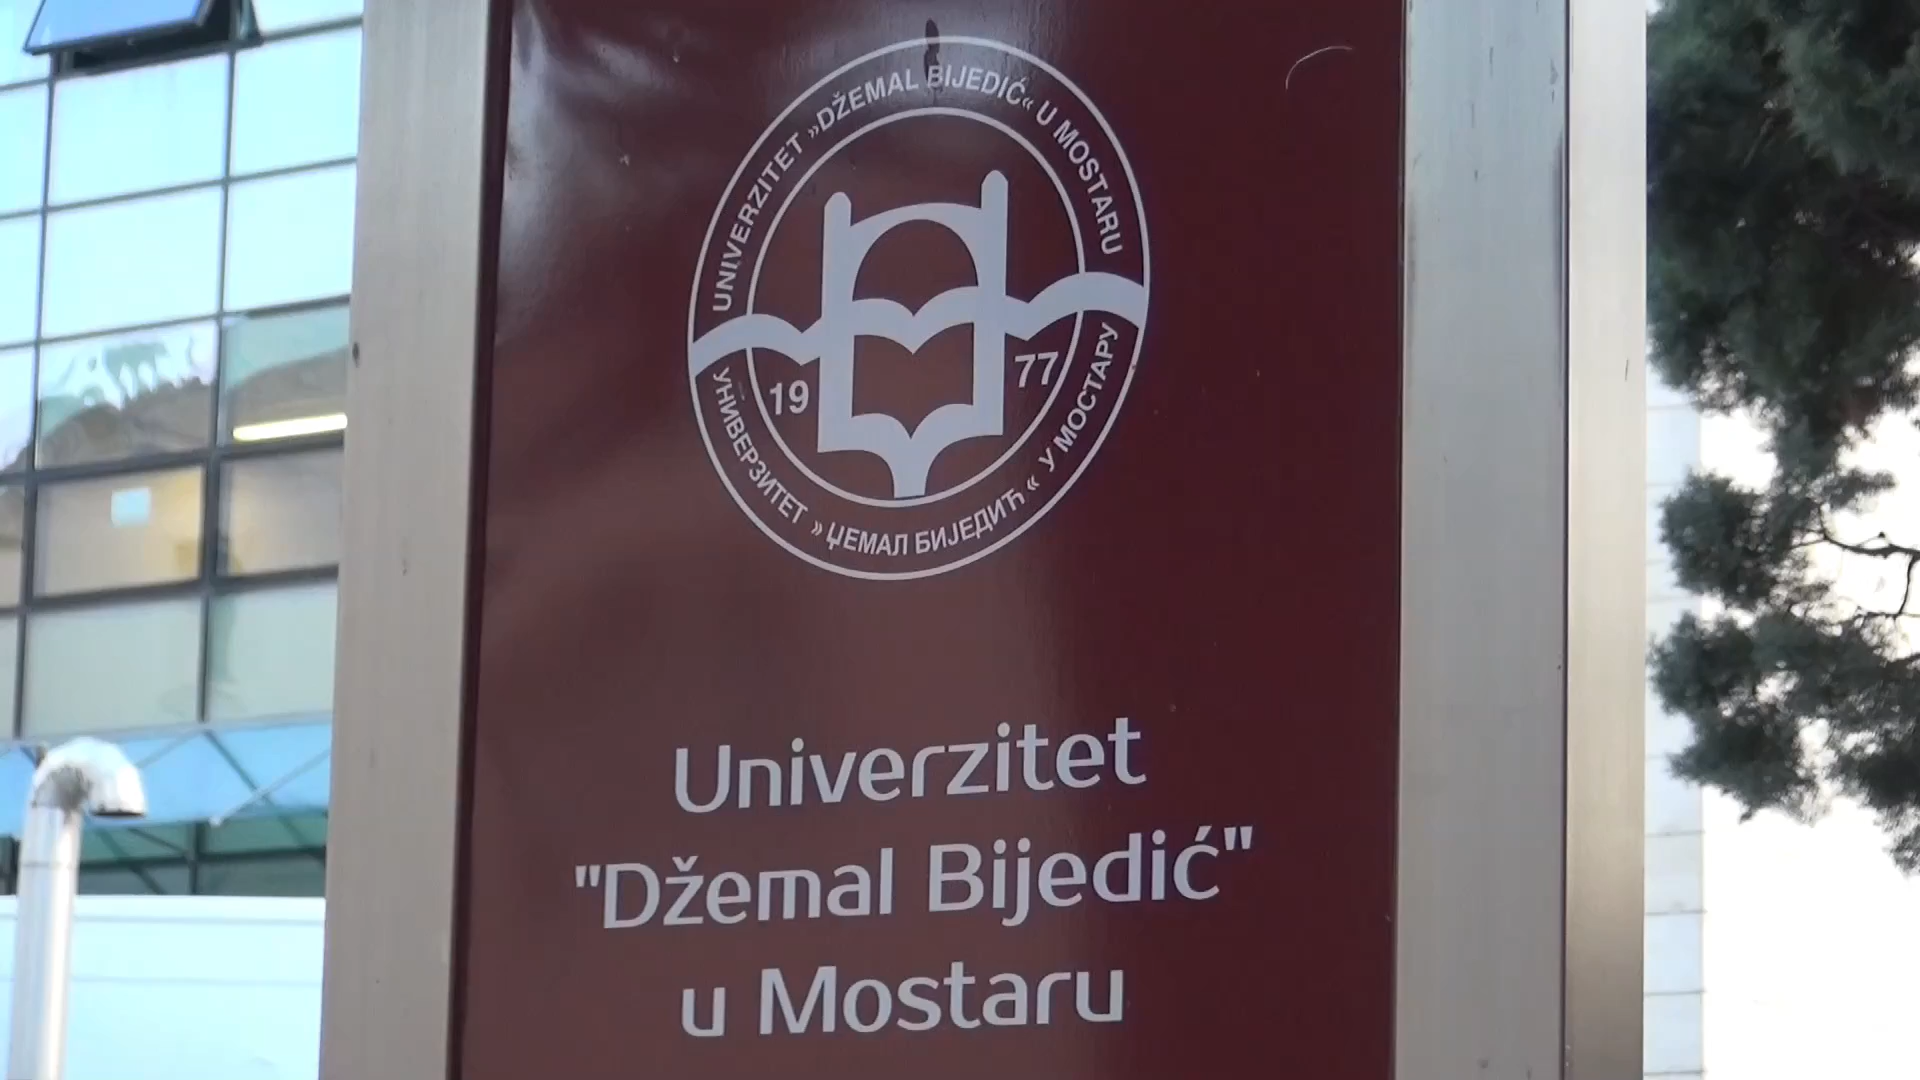 UNIVERZITET »DŽEMAL BIJEDIĆ« U MOSTARU
19 77
УНИВЕРЗИТЕТ » ЏЕМАЛ БИЈЕДИЋ « У МОСТАРУ
Univerzitet
"Džemal Bijedić"
u Mostaru